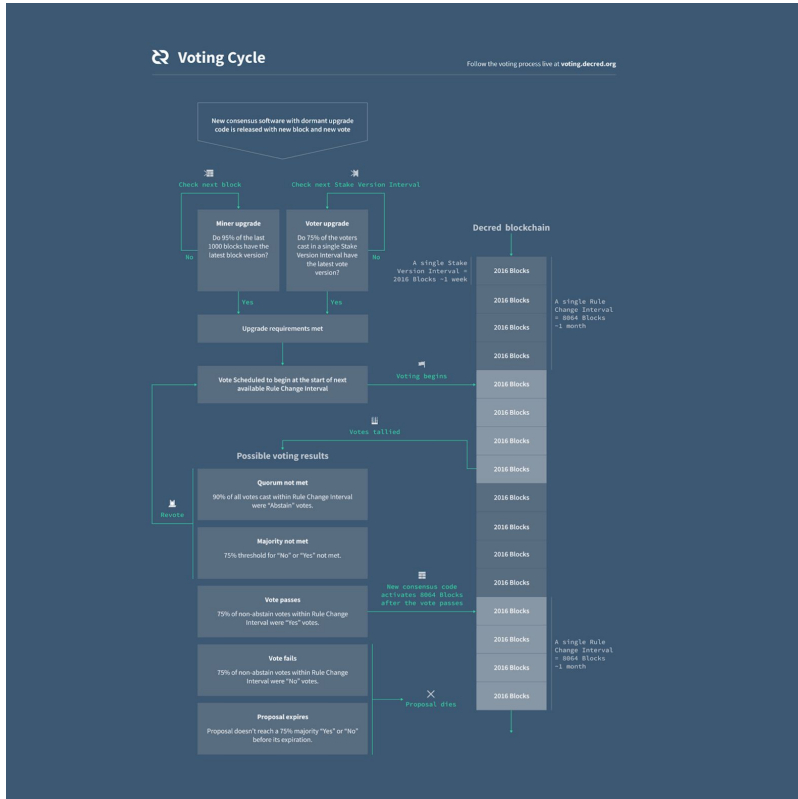 Voting Cycle
Follow the voting process live at voting.decred.org
New consensus software with dormant upgrade
code is released with new block and new vote
Check next block
Check next Stake Version Interval
Miner upgrade
Do 95% of the last
1000 blocks have the
latest block version?
No
Yes
Voter upgrade
Do 75% of the voters
cast in a single Stake
Version Interval have
the latest vote
version?
No
Yes
Upgrade requirements met
Vote Scheduled to begin at the start of next
available Rule Change Interval
Voting begins
Votes tallied
Possible voting results
Quorum not met
90% of all votes cast within Rule Change Interval
were “Abstain” votes.
Revote
Majority not met
75% threshold for “No” or “Yes” not met.
Vote passes
75% of non-abstain votes within Rule Change
Interval were “Yes” votes.
New consensus code
activates 8064 Blocks
after the vote passes
Vote fails
75% of non-abstain votes within Rule Change
Interval were “No” votes.
Proposal dies
Proposal expires
Proposal doesn't reach a 75% majority “Yes” or “No”
before its expiration.
Decred blockchain
A single Stake
Version Interval =
2016 Blocks ~1 week
2016 Blocks
2016 Blocks
2016 Blocks
2016 Blocks
A single Rule
Change Interval
= 8064 Blocks
~1 month
2016 Blocks
2016 Blocks
2016 Blocks
2016 Blocks
2016 Blocks
2016 Blocks
2016 Blocks
2016 Blocks
2016 Blocks
2016 Blocks
2016 Blocks
2016 Blocks
A single Rule
Change Interval
= 8064 Blocks
~1 month